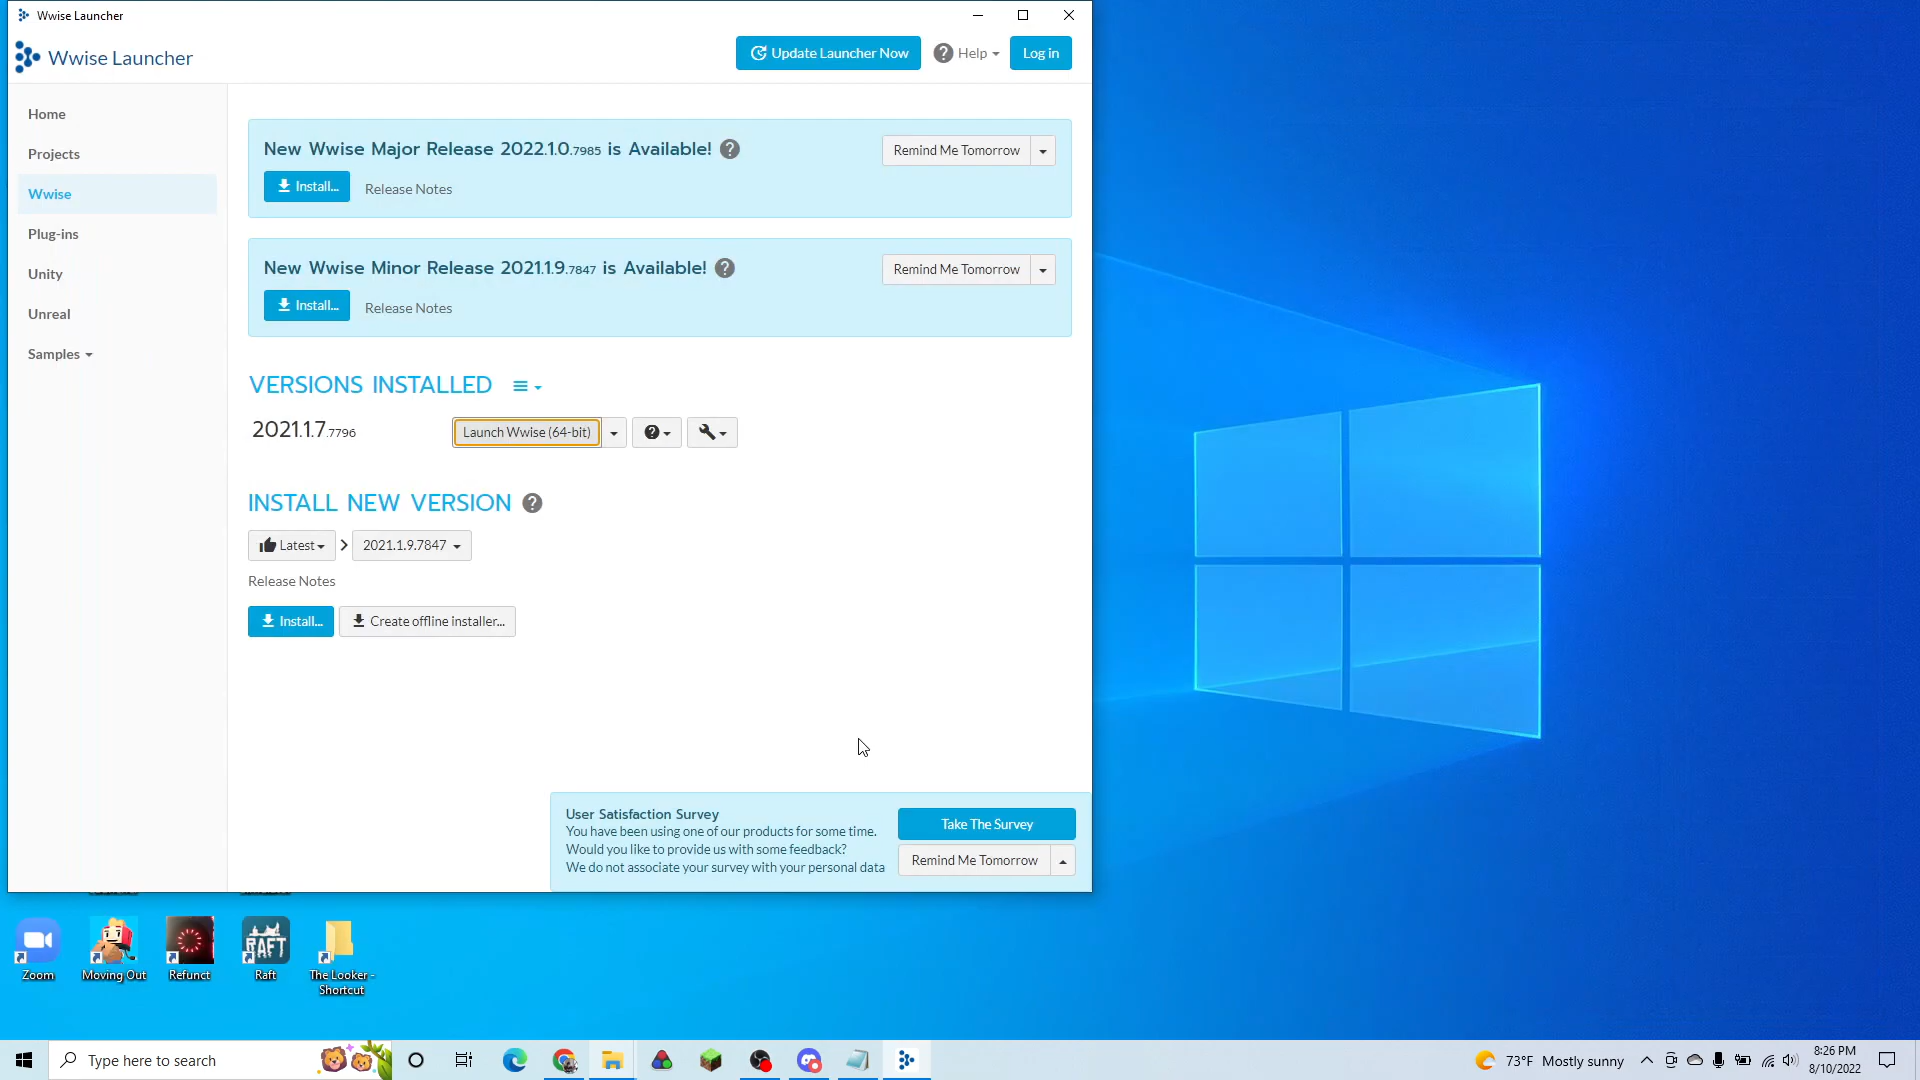 Wwise Launcher
Wwise Launcher
Update Launcher Now
Help
Log in
Home
Projects
Wwise
Plug-ins
Unity
Unreal
Samples
New Wwise Major Release 2022.1.0.7985 is Available!
Remind Me Tomorrow
Install...
Release Notes
New Wwise Minor Release 2021.1.9.7847 is Available!
Remind Me Tomorrow
Install...
Release Notes
VERSIONS INSTALLED
2021.1.7.7796
Launch Wwise (64-bit)
INSTALL NEW VERSION
Latest
2021.1.9.7847
Release Notes
Install...
Create offline installer...
User Satisfaction Survey
You have been using one of our products for some time.
Would you like to provide us with some feedback?
We do not associate your survey with your personal data
Take The Survey
Remind Me Tomorrow
RAFT
Zoom
Moving Out
Refunct
Raft
The Looker -
Shortcut
Type here to search
73°F Mostly sunny
8:26 PM
8/10/2022